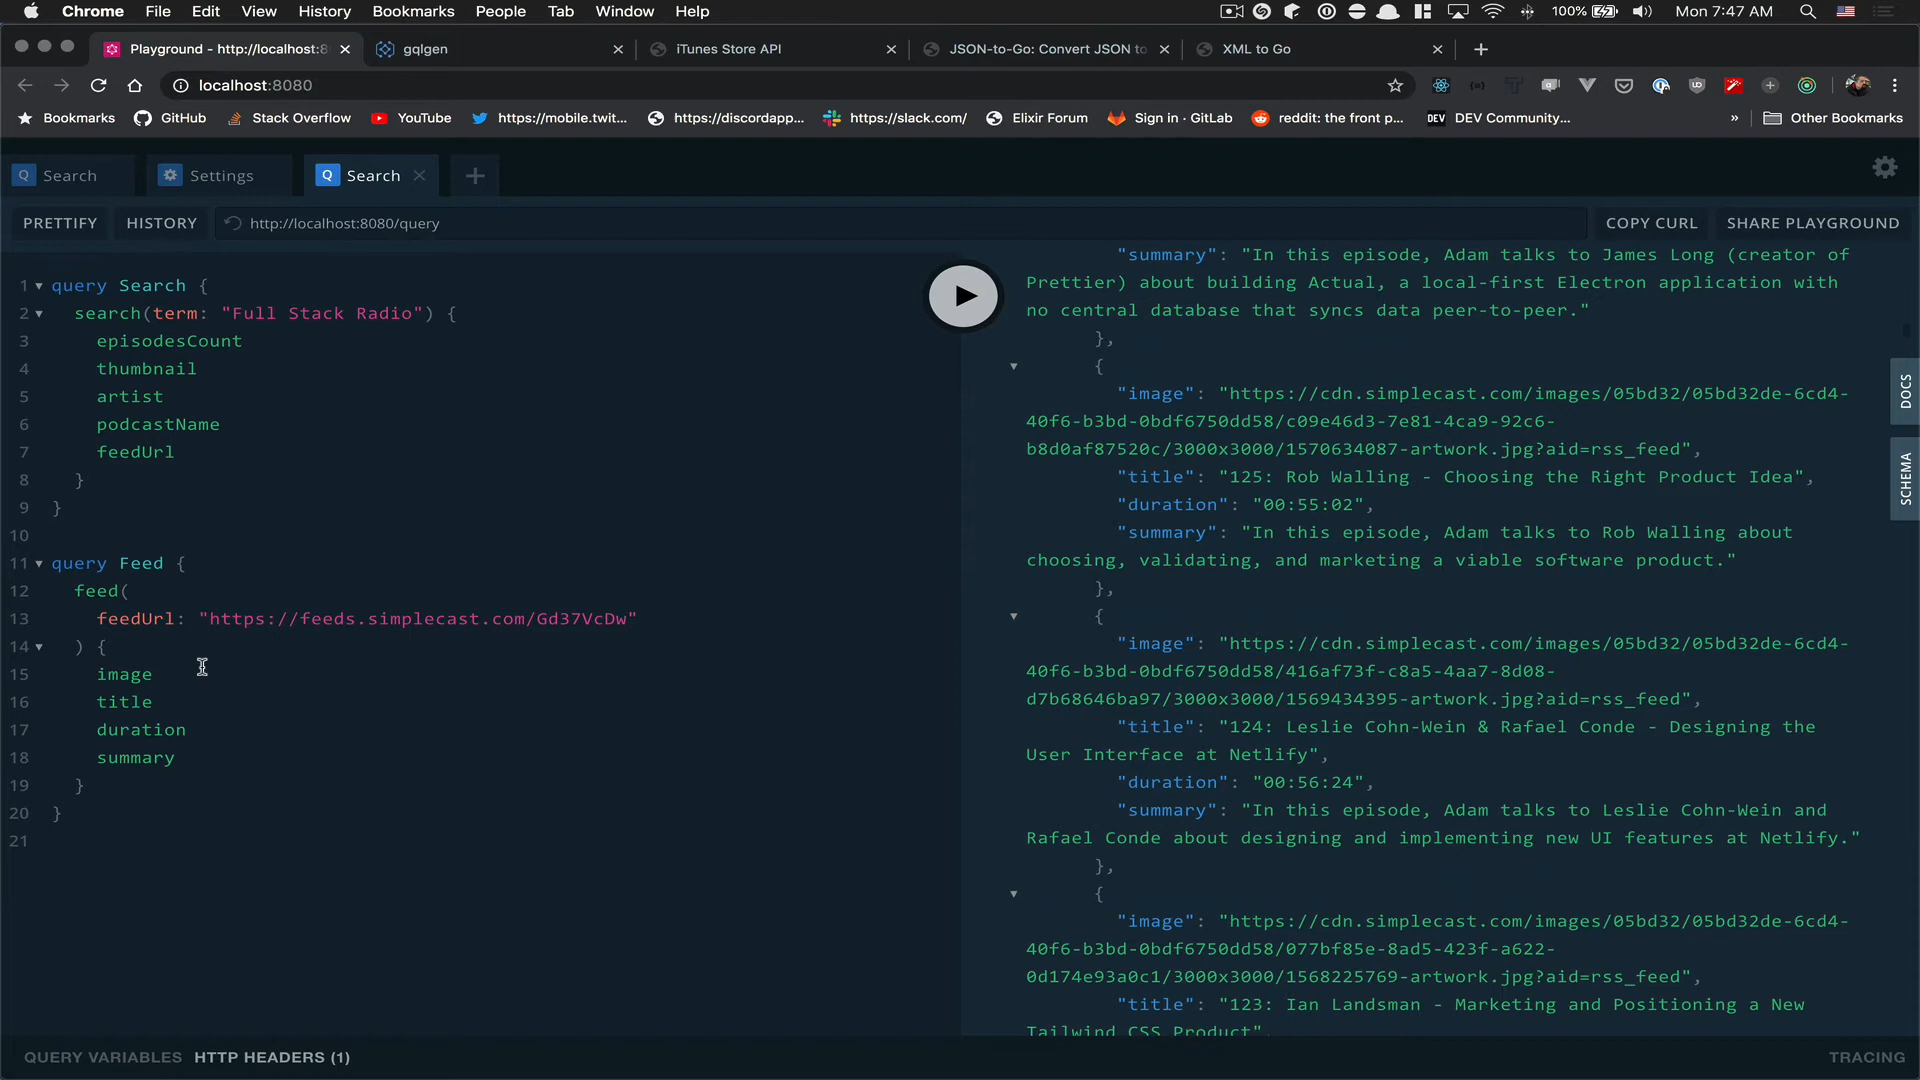 Chrome File Edit View History Bookmarks People Tab Window Help 100% Mon 7:47 AM
Playground - http://localhost:8 gqlgen iTunes Store API JSON-to-Go: Convert JSON to XML to Go
localhost:8080
Bookmarks GitHub Stack Overflow YouTube https://mobile.twit... https://discordapp... https://slack.com/ Elixir Forum Sign in · GitLab reddit: the front p... DEV DEV Community... » Other Bookmarks
Q Search Settings Q Search
PRETTIFY HISTORY http://localhost:8080/query COPY CURL SHARE PLAYGROUND
1 query Search {
2 search(term: "Full Stack Radio") {
3 episodesCount
4 thumbnail
5 artist
6 podcastName
7 feedUrl
8 }
9 }
10
11 query Feed {
12 feed(
13 feedUrl: "https://feeds.simplecast.com/Gd37VcDw"
14 ) {
15 image
16 title
17 duration
18 summary
19 }
20 }
21
"summary": "In this episode, Adam talks to James Long (creator of
Prettier) about building Actual, a local-first Electron application with
no central database that syncs data peer-to-peer."
},
{
"image": "https://cdn.simplecast.com/images/05bd32/05bd32de-6cd4-
40f6-b3bd-0bdf6750dd58/c09e46d3-7e81-4ca9-92c6-
b8d0af87520c/3000x3000/1570634087-artwork.jpg?aid=rss_feed",
"title": "125: Rob Walling - Choosing the Right Product Idea",
"duration": "00:55:02",
"summary": "In this episode, Adam talks to Rob Walling about
choosing, validating, and marketing a viable software product."
},
{
"image": "https://cdn.simplecast.com/images/05bd32/05bd32de-6cd4-
40f6-b3bd-0bdf6750dd58/416af73f-c8a5-4aa7-8d08-
d7b68646ba97/3000x3000/1569434395-artwork.jpg?aid=rss_feed",
"title": "124: Leslie Cohn-Wein & Rafael Conde - Designing the
User Interface at Netlify",
"duration": "00:56:24",
"summary": "In this episode, Adam talks to Leslie Cohn-Wein and
Rafael Conde about designing and implementing new UI features at Netlify."
},
{
"image": "https://cdn.simplecast.com/images/05bd32/05bd32de-6cd4-
40f6-b3bd-0bdf6750dd58/077bf85e-8ad5-423f-a622-
0d174e93a0c1/3000x3000/1568225769-artwork.jpg?aid=rss_feed",
"title": "123: Ian Landsman - Marketing and Positioning a New
Tailwind CSS Product",
DOCS
SCHEMA
QUERY VARIABLES HTTP HEADERS (1) TRACING